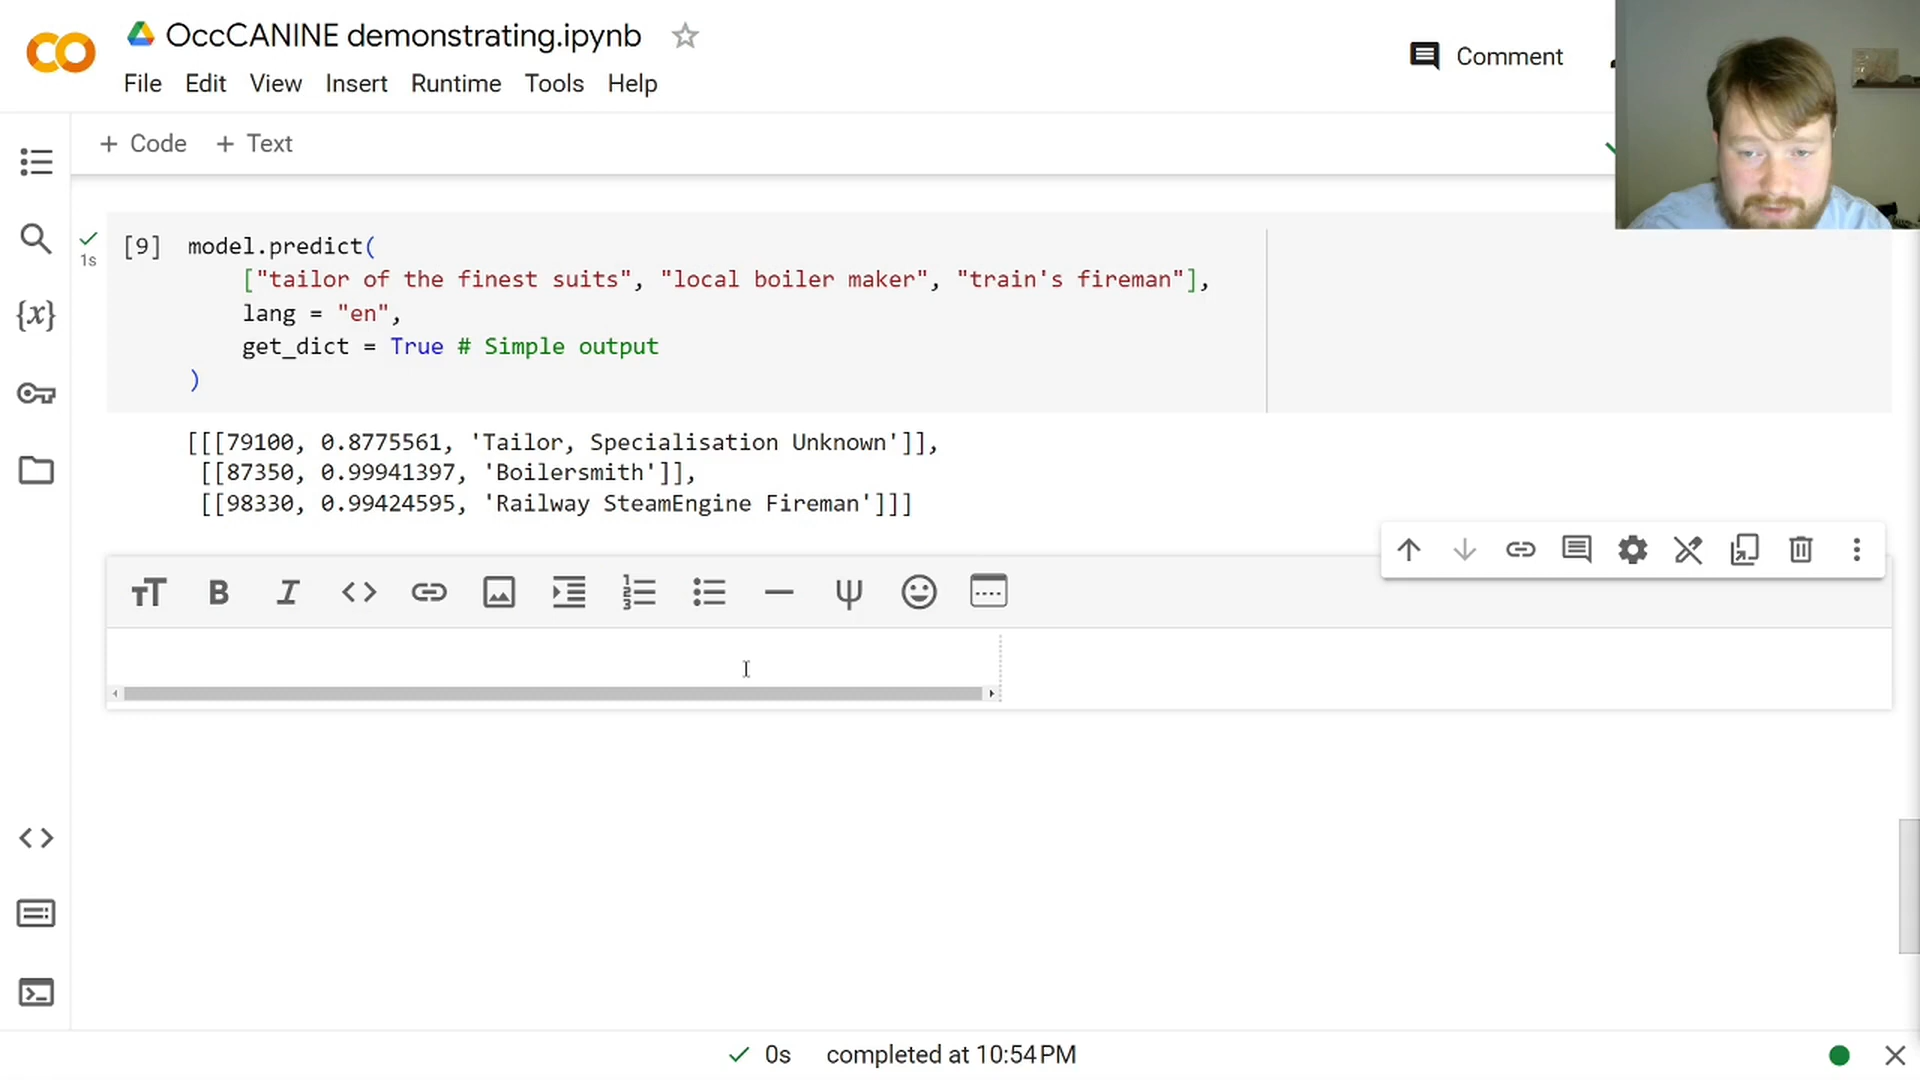 OccCANINE demonstrating.ipynb
File Edit View Insert Runtime Tools Help
Comment
+ Code + Text
[9] model.predict(
["tailor of the finest suits", "local boiler maker", "train's fireman"],
lang = "en",
get_dict = True # Simple output
)
1s
[[[79100, 0.8775561, 'Tailor, Specialisation Unknown']],
[[87350, 0.99941397, 'Boilersmith']],
[[98330, 0.99424595, 'Railway SteamEngine Fireman']]]
0s completed at 10:54 PM